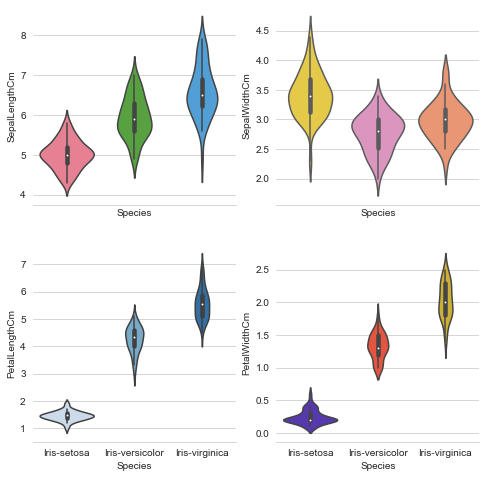 SepalLengthCm
8
7
6
5
4
Species
SepalWidthCm
4.5
4.0
3.5
3.0
2.5
2.0
Species
PetalLengthCm
7
6
5
4
3
2
1
Iris-setosa Iris-versicolor Iris-virginica
Species
PetalWidthCm
2.5
2.0
1.5
1.0
0.5
0.0
Iris-setosa Iris-versicolor Iris-virginica
Species